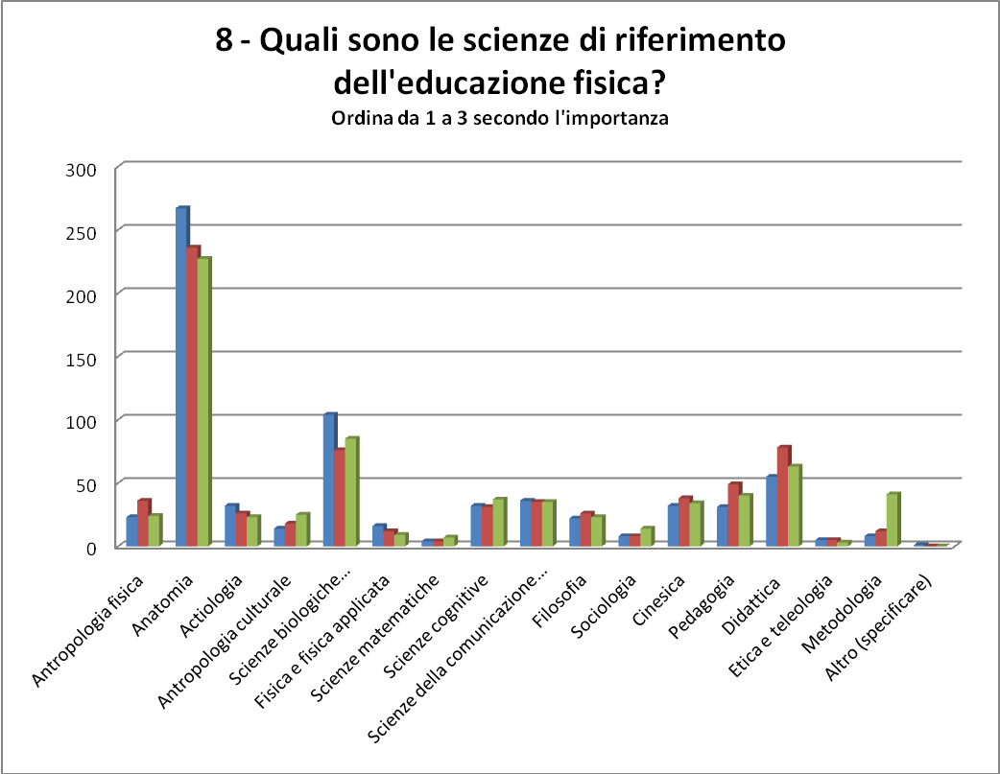 8 - Quali sono le scienze di riferimento
dell'educazione fisica?
Ordina da 1 a 3 secondo l'importanza
300
250
200
150
100
50
0
Antropologia fisica
Anatomia
Actiologia
Antropologia culturale
Scienze biologiche...
Fisica e fisica applicata
Scienze matematiche
Scienze cognitive
Scienze della comunicazione...
Filosofia
Sociologia
Cinesica
Pedagogia
Didattica
Etica e teleologia
Metodologia
Altro (specificare)